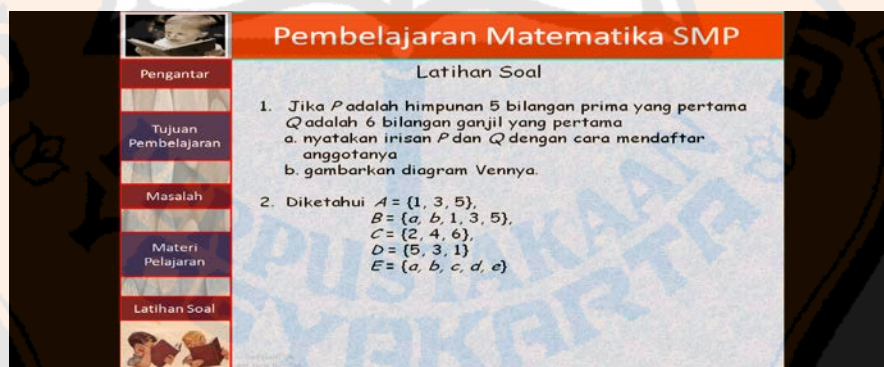 Pembelajaran Matematika SMP
Pengantar
Tujuan
Pembelajaran
Masalah
Materi
Pelajaran
Latihan Soal
Latihan Soal
1. Jika P adalah himpunan 5 bilangan prima yang pertama
Q adalah 6 bilangan ganjil yang pertama
a. nyatakan irisan P dan Q dengan cara mendaftar
anggotanya
b. gambarkan diagram Vennya.
2. Diketahui A = {1, 3, 5},
B = {a, b, 1, 3, 5},
C = {2, 4, 6},
D = {5, 3, 1}
E = {a, b, c, d, e}